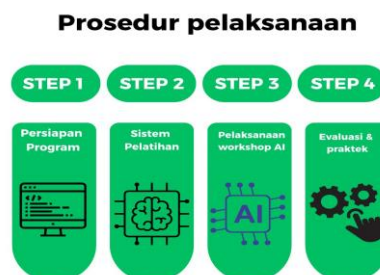 Prosedur pelaksanaan
STEP 1
STEP 2
STEP 3
STEP 4
Persiapan
Program
Sistem
Pelatihan
Pelaksanaan
workshop AI
Evaluasi &
praktek
</>
AI